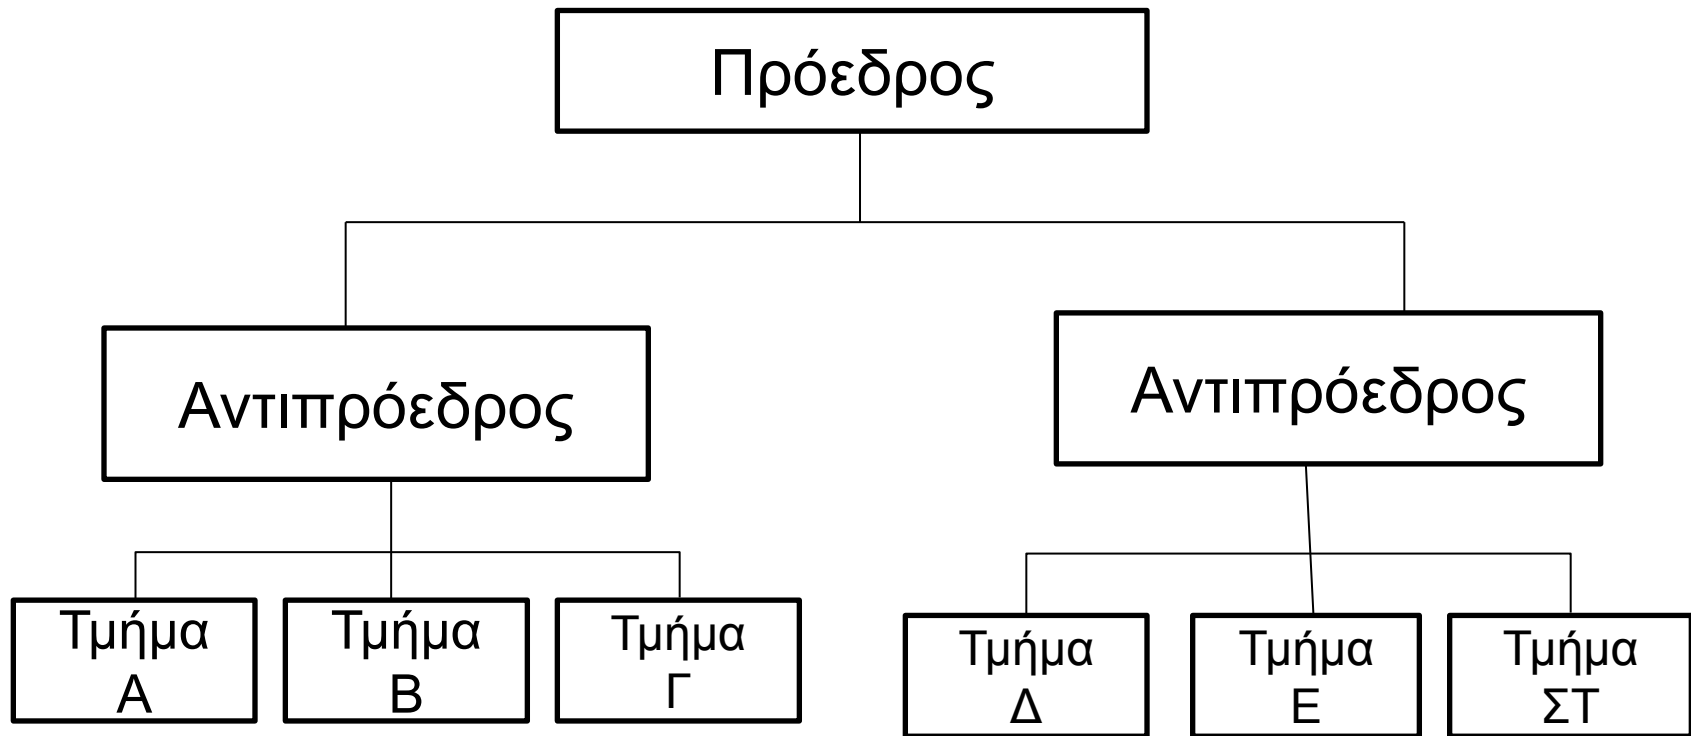 Πρόεδρος
Αντιπρόεδρος
Αντιπρόεδρος
Τμήμα
Α
Τμήμα
Β
Τμήμα
Γ
Τμήμα
Δ
Τμήμα
Ε
Τμήμα
ΣΤ